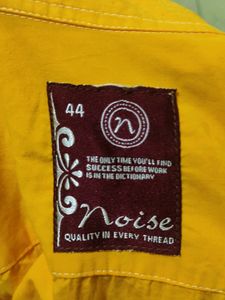 44
n
THE ONLY TIME YOU'LL FIND
SUCCESS BEFORE WORK
IS IN THE DICTIONARY
Noise
QUALITY IN EVERY THREAD